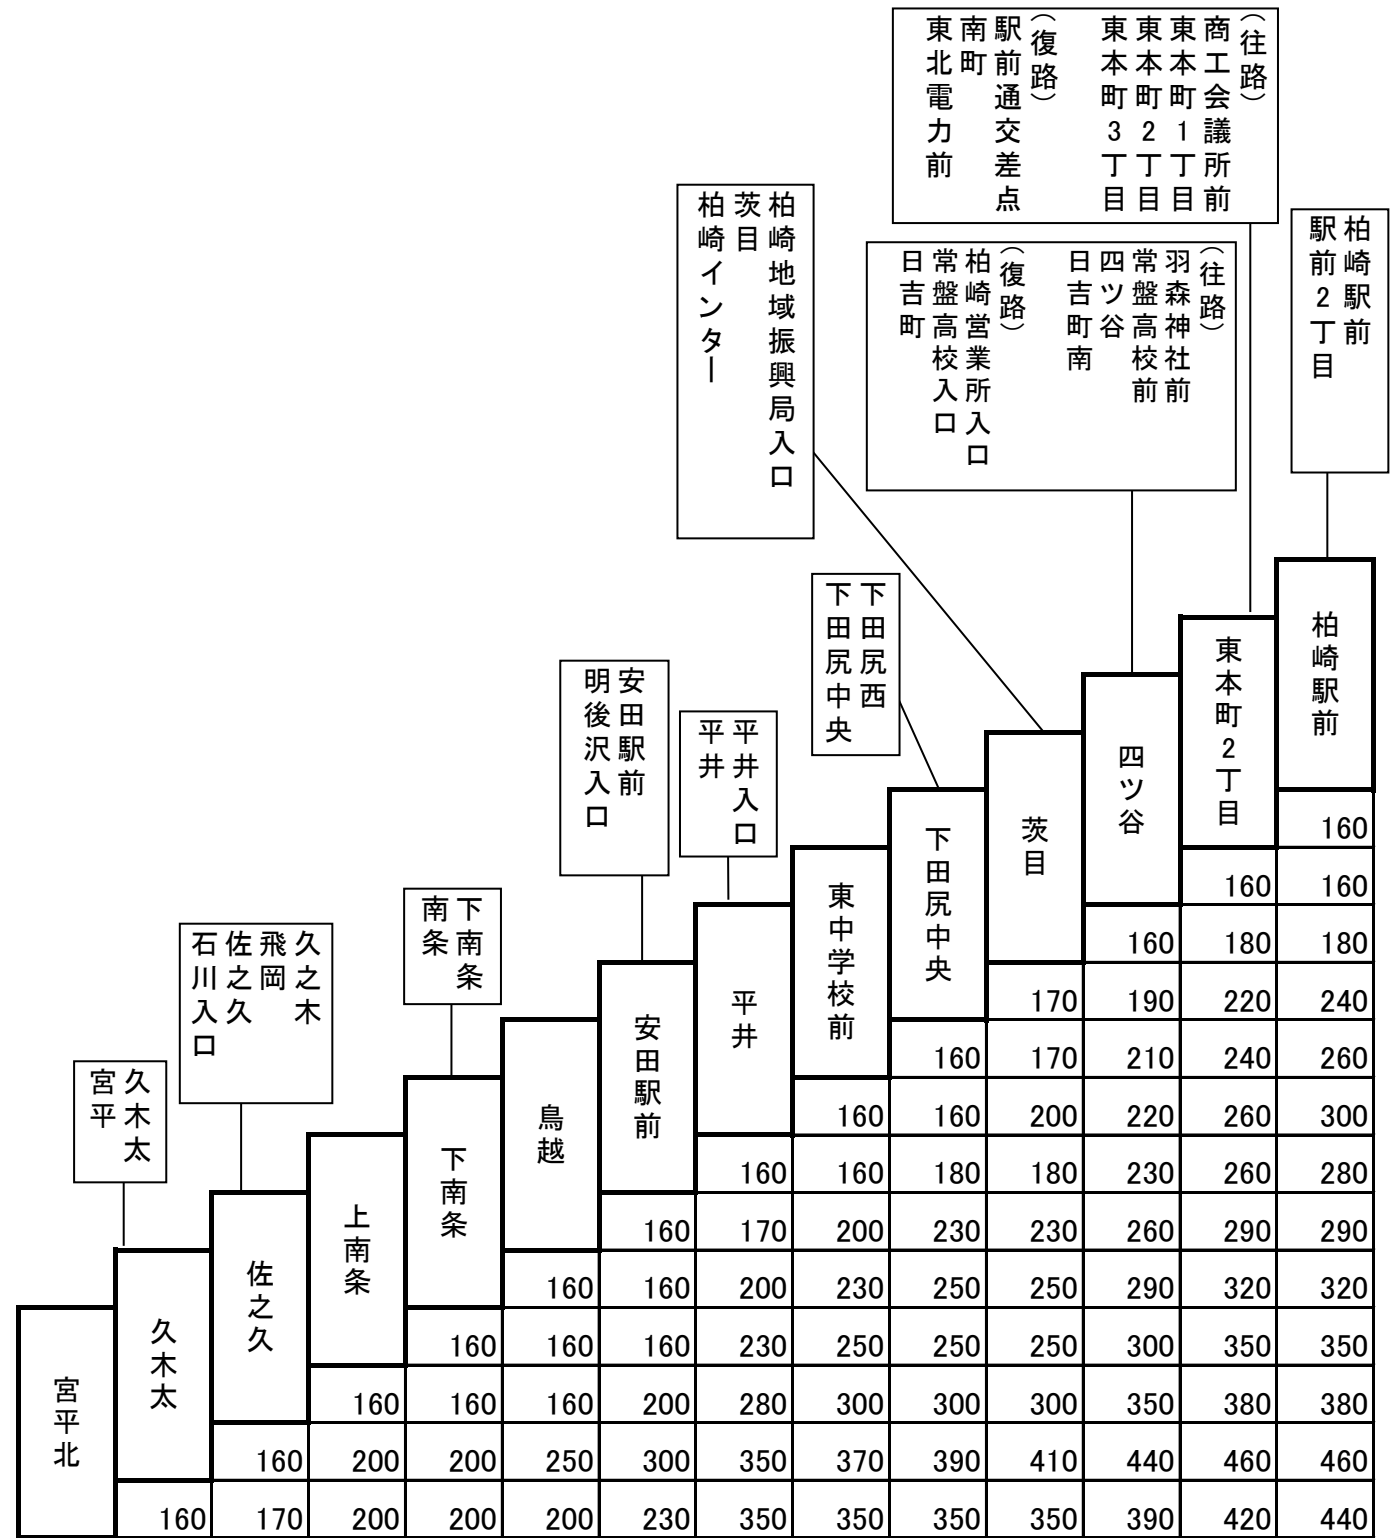 (往路)
商工会議所前
東本町1丁目
東本町2丁目
東本町3丁目
(復路)
駅前通交差点
南町
東北電力前
柏崎駅前
駅前2丁目
(往路)
羽森神社前
常盤高校前
四ツ谷
日吉町南
(復路)
柏崎営業所入口
常盤高校入口
日吉町
柏崎地域振興局入口
茨目
柏崎インター
下田尻西
下田尻中央
平井入口
平井
安田駅前
明後沢入口
下南条
南条
久之木
飛岡
佐之久
石川入口
久木太
宮平
柏崎駅前
東本町2丁目
四ツ谷
茨目
下田尻中央
東中学校前
平井
安田駅前
鳥越
下南条
上南条
佐之久
久木太
宮平北
160
160 160
160 180 180
170 190 220 240
160 170 210 240 260
160 160 200 220 260 300
160 160 180 180 230 260 280
160 170 200 230 230 260 290 290
160 160 200 230 250 250 290 320 320
160 160 160 230 250 250 250 300 350 350
160 160 160 200 280 300 300 300 350 380 380
160 200 200 250 300 350 370 390 410 440 460 460
160 170 200 200 200 230 350 350 350 350 390 420 440